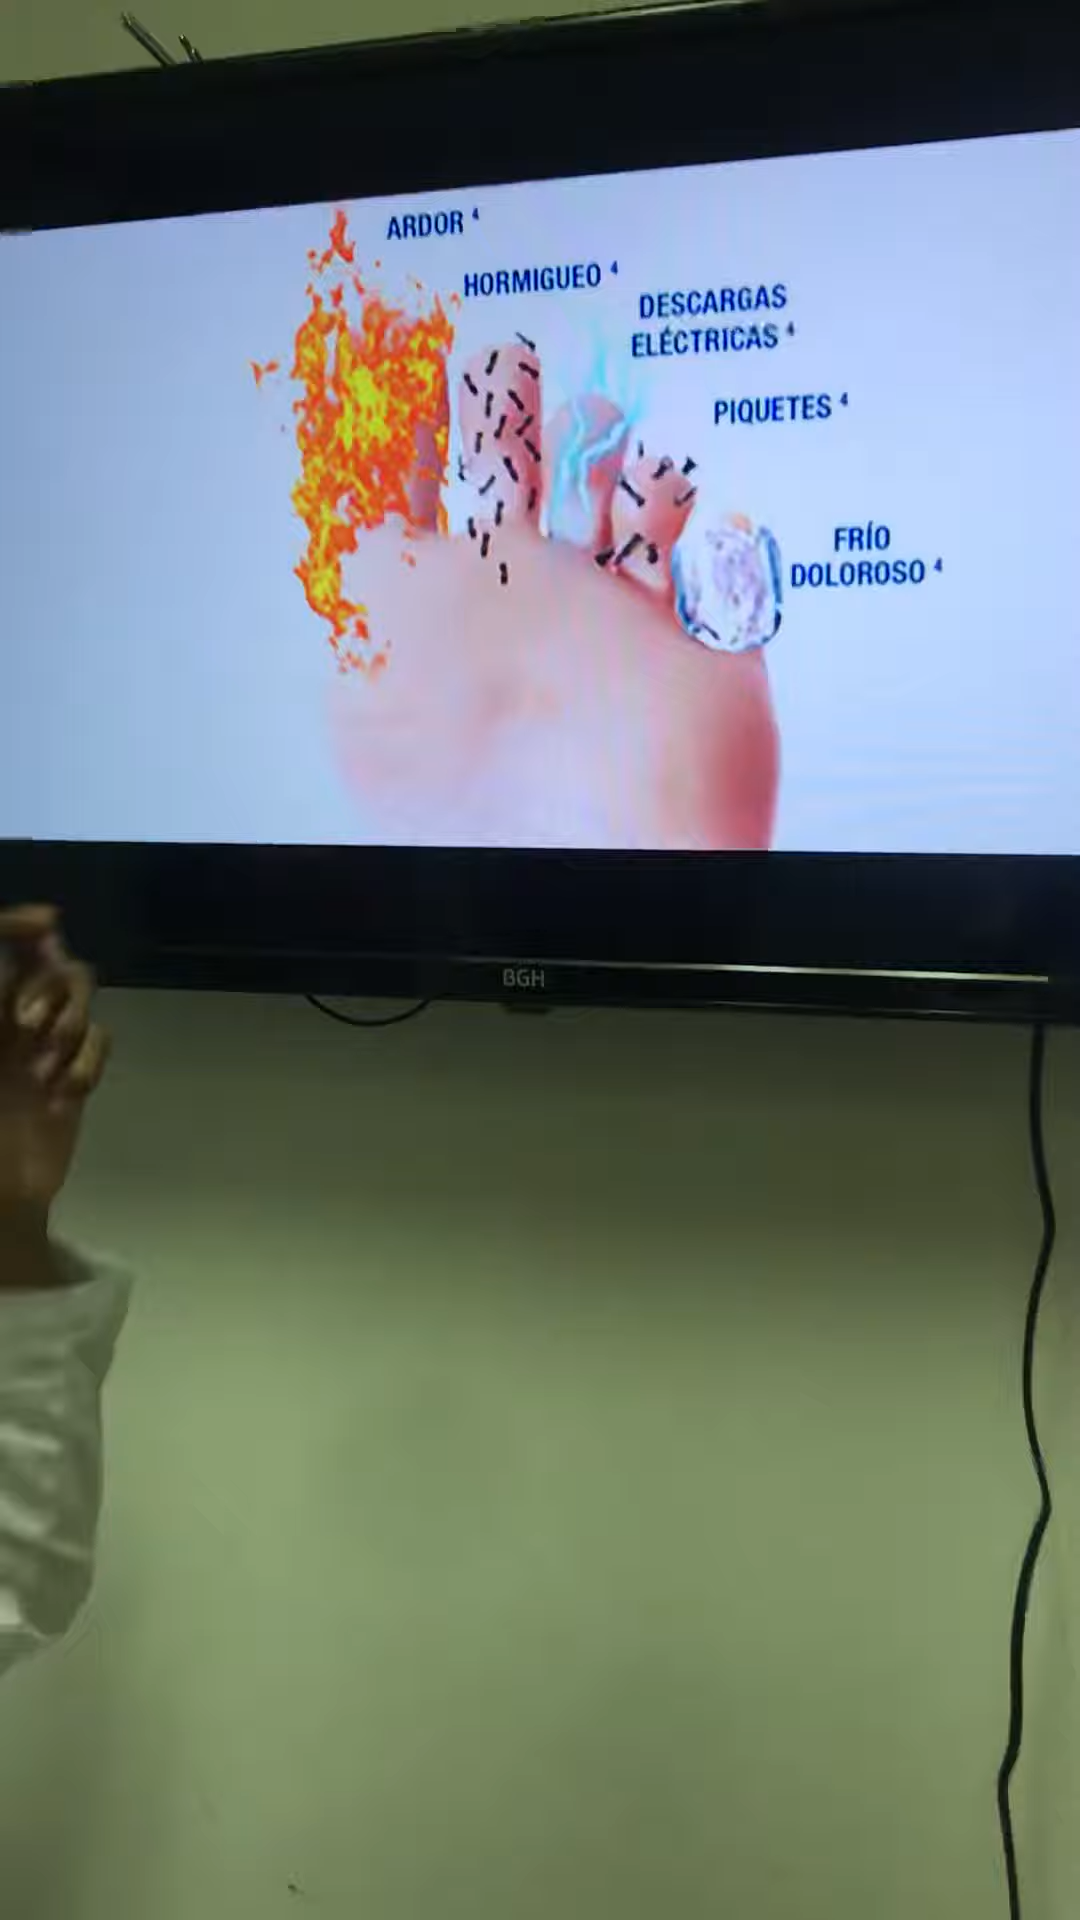 ARDOR ⁴
HORMIGUEO ⁴
DESCARGAS
ELÉCTRICAS ⁴
PIQUETES ⁴
FRÍO
DOLOROSO ⁴
BGH